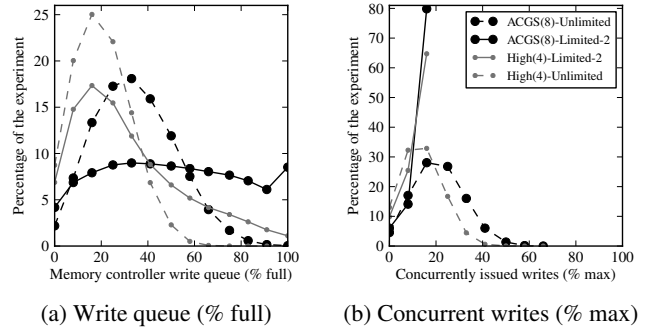 25
20
15
10
5
0
0 20 40 60 80 100
Percentage of the experiment
Memory controller write queue (% full)
(a) Write queue (% full)
80
70
60
50
40
30
20
10
0
0 20 40 60 80 100
Percentage of the experiment
Concurrently issued writes (% max)
ACGS(8)-Unlimited
ACGS(8)-Limited-2
High(4)-Limited-2
High(4)-Unlimited
(b) Concurrent writes (% max)